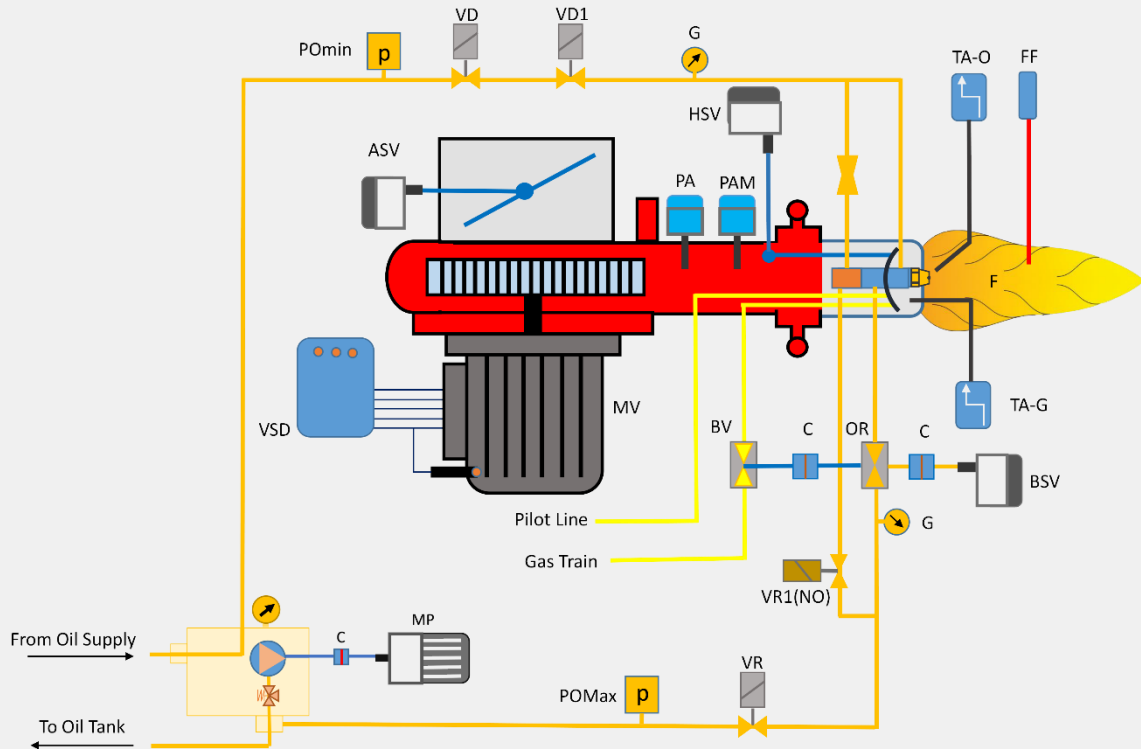 VD
VD1
G
POmin
p
TA-O
FF
HSV
ASV
PA
PAM
F
VSD
MV
BV
C
OR
C
TA-G
BSV
Pilot Line
G
Gas Train
VR1(NO)
From Oil Supply
C
MP
To Oil Tank
POMax
p
VR